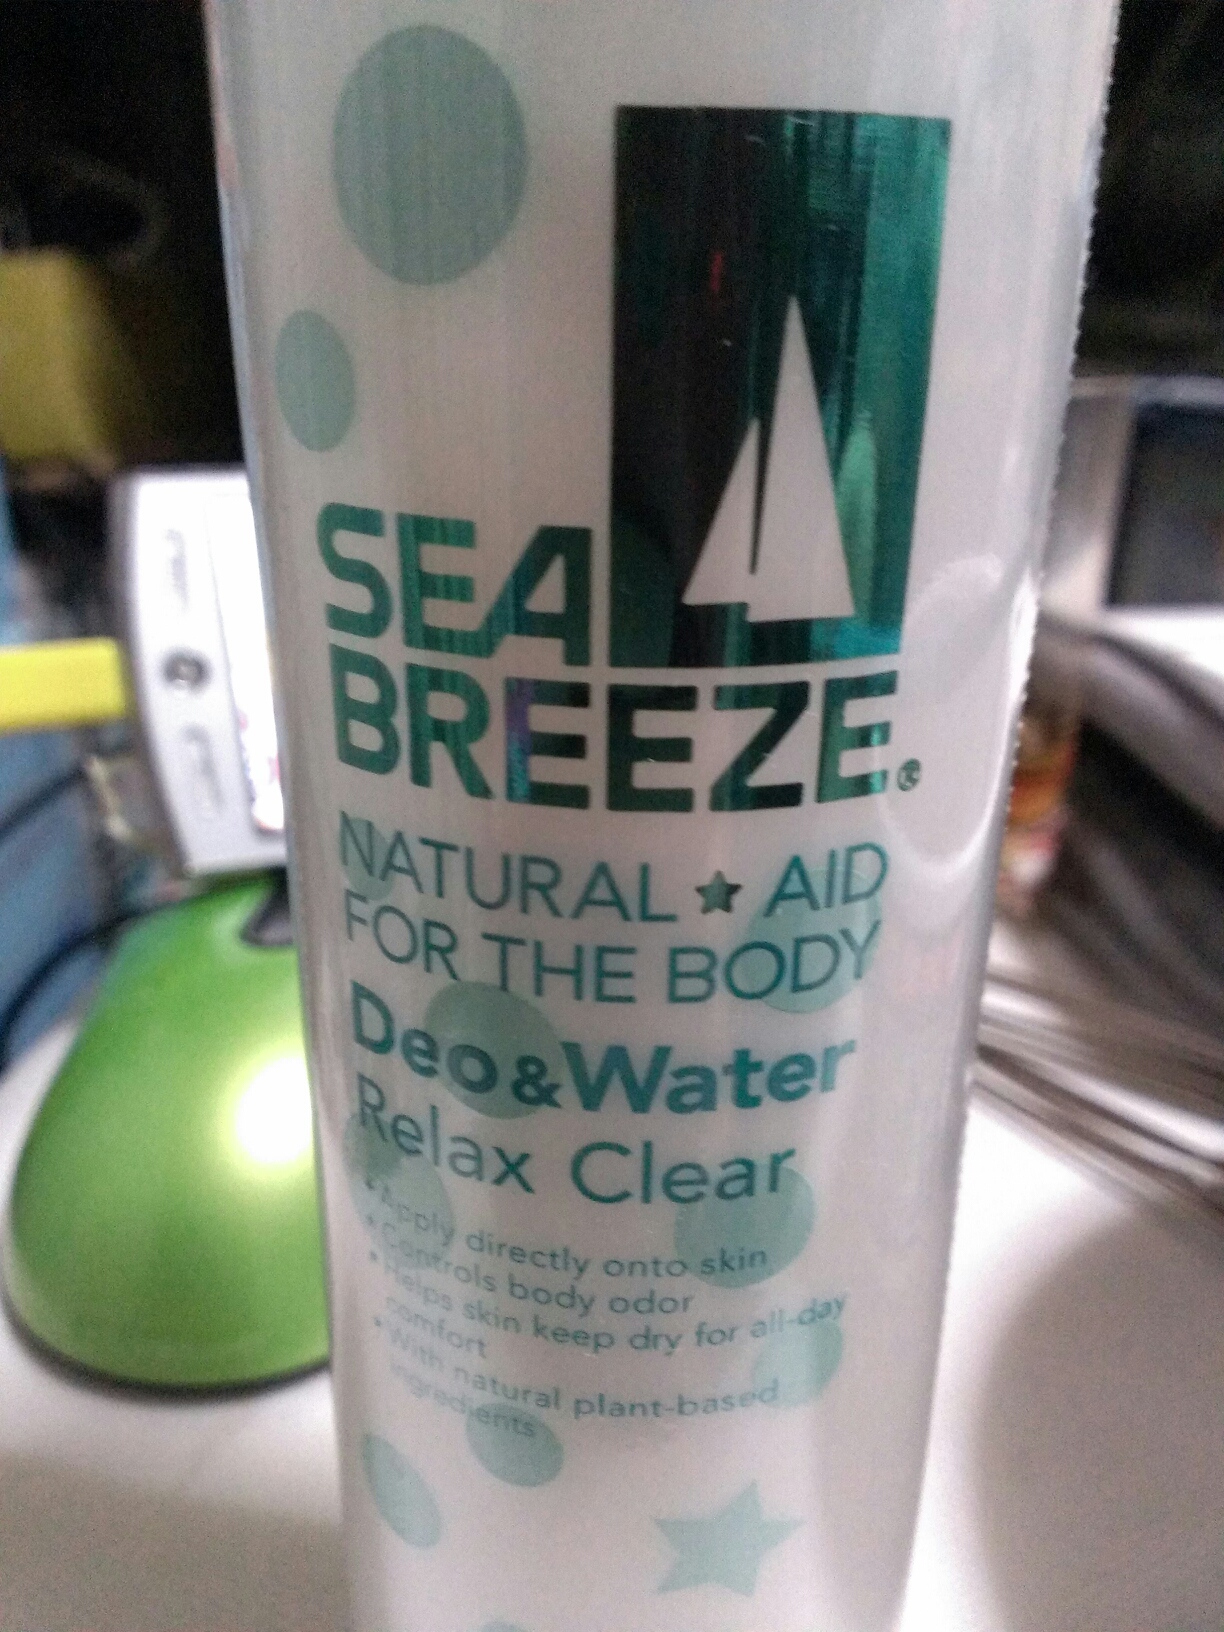 SEA
BREEZE®
NATURAL ★ AID
FOR THE BODY
Deo&Water
Relax Clear
• Apply directly onto skin
• Controls body odor
• Helps skin keep dry for all-day
comfort
• With natural plant-based
ingredients